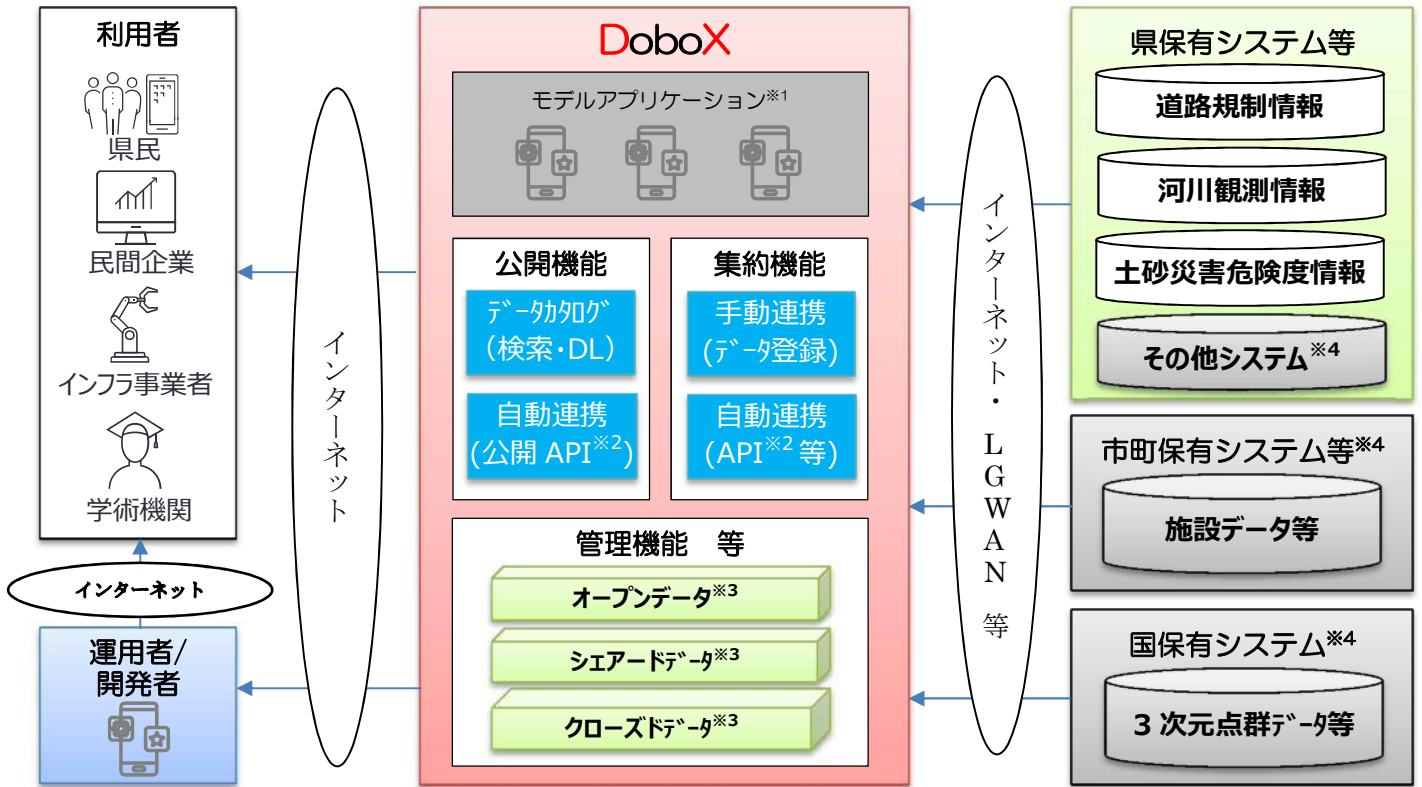 利用者
県民
民間企業
インフラ事業者
学術機関
インターネット
運用者/
開発者
インターネット
DoboX
モデルアプリケーション※1
公開機能
ﾃﾞｰﾀｶﾀﾛｸﾞ
(検索・DL)
自動連携
(公開 API※2)
集約機能
手動連携
(ﾃﾞｰﾀ登録)
自動連携
(API※2 等)
管理機能　等
オープンデータ※3
シェアードﾃﾞｰﾀ※3
クローズドﾃﾞｰﾀ※3
インターネット・LGWAN 等
県保有システム等
道路規制情報
河川観測情報
土砂災害危険度情報
その他システム※4
市町保有システム等※4
施設データ等
国保有システム※4
3 次元点群ﾃﾞｰﾀ等